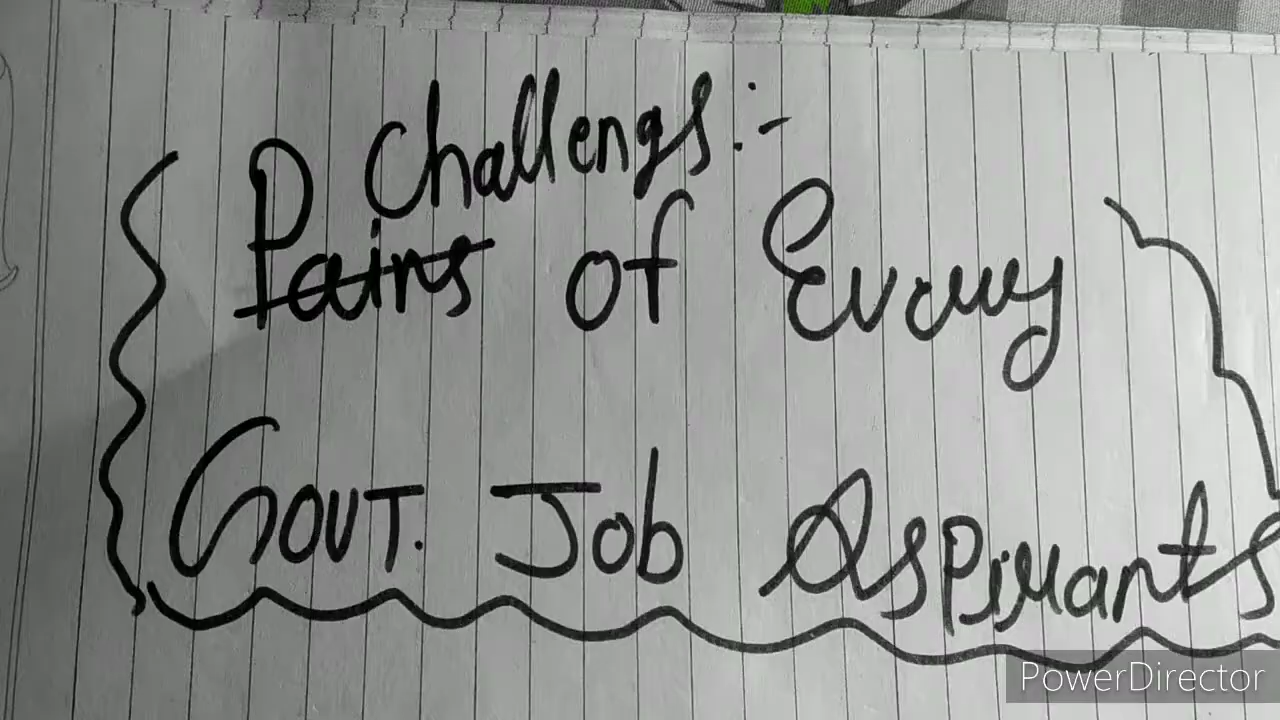 Challengs:-
Pains of Every
Govt. Job Aspirants
PowerDirector